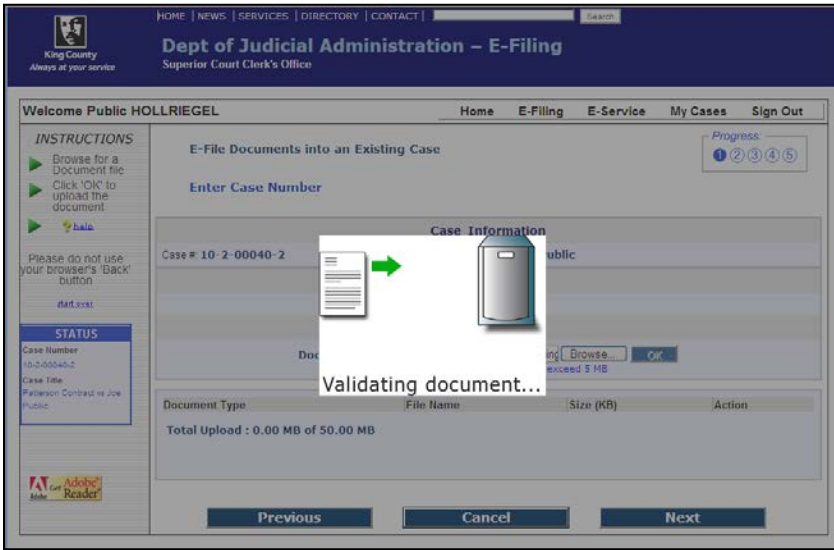 HOME | NEWS | SERVICES | DIRECTORY | CONTACT |
Search
King County
Always at your service
Dept of Judicial Administration – E-Filing
Superior Court Clerk's Office
Welcome Public HOLLRIEGEL
Home E-Filing E-Service My Cases Sign Out
INSTRUCTIONS
Browse for a
Document file
Click 'OK' to
upload the
document
help
Please do not use
your browser's 'Back'
button
start over
STATUS
Case Number
10-2-00040-2
Case Title
Patterson Contract vs Joe
Public
Get Adobe
Reader
Adobe
E-File Documents into an Existing Case
Progress:
1 2 3 4 5
Enter Case Number
Case Information
Case #: 10-2-00040-2
ublic
Doc
Browse... OK
exceed 5 MB
Validating document...
Document Type File Name Size (KB) Action
Total Upload : 0.00 MB of 50.00 MB
Previous Cancel Next